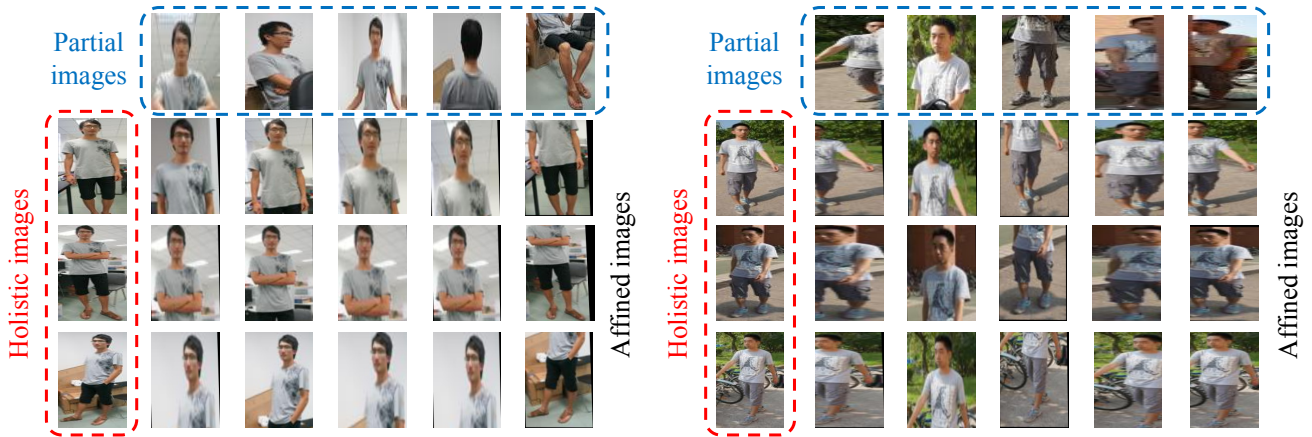 Partial
images
Holistic images
Affined images
Partial
images
Holistic images
Affined images